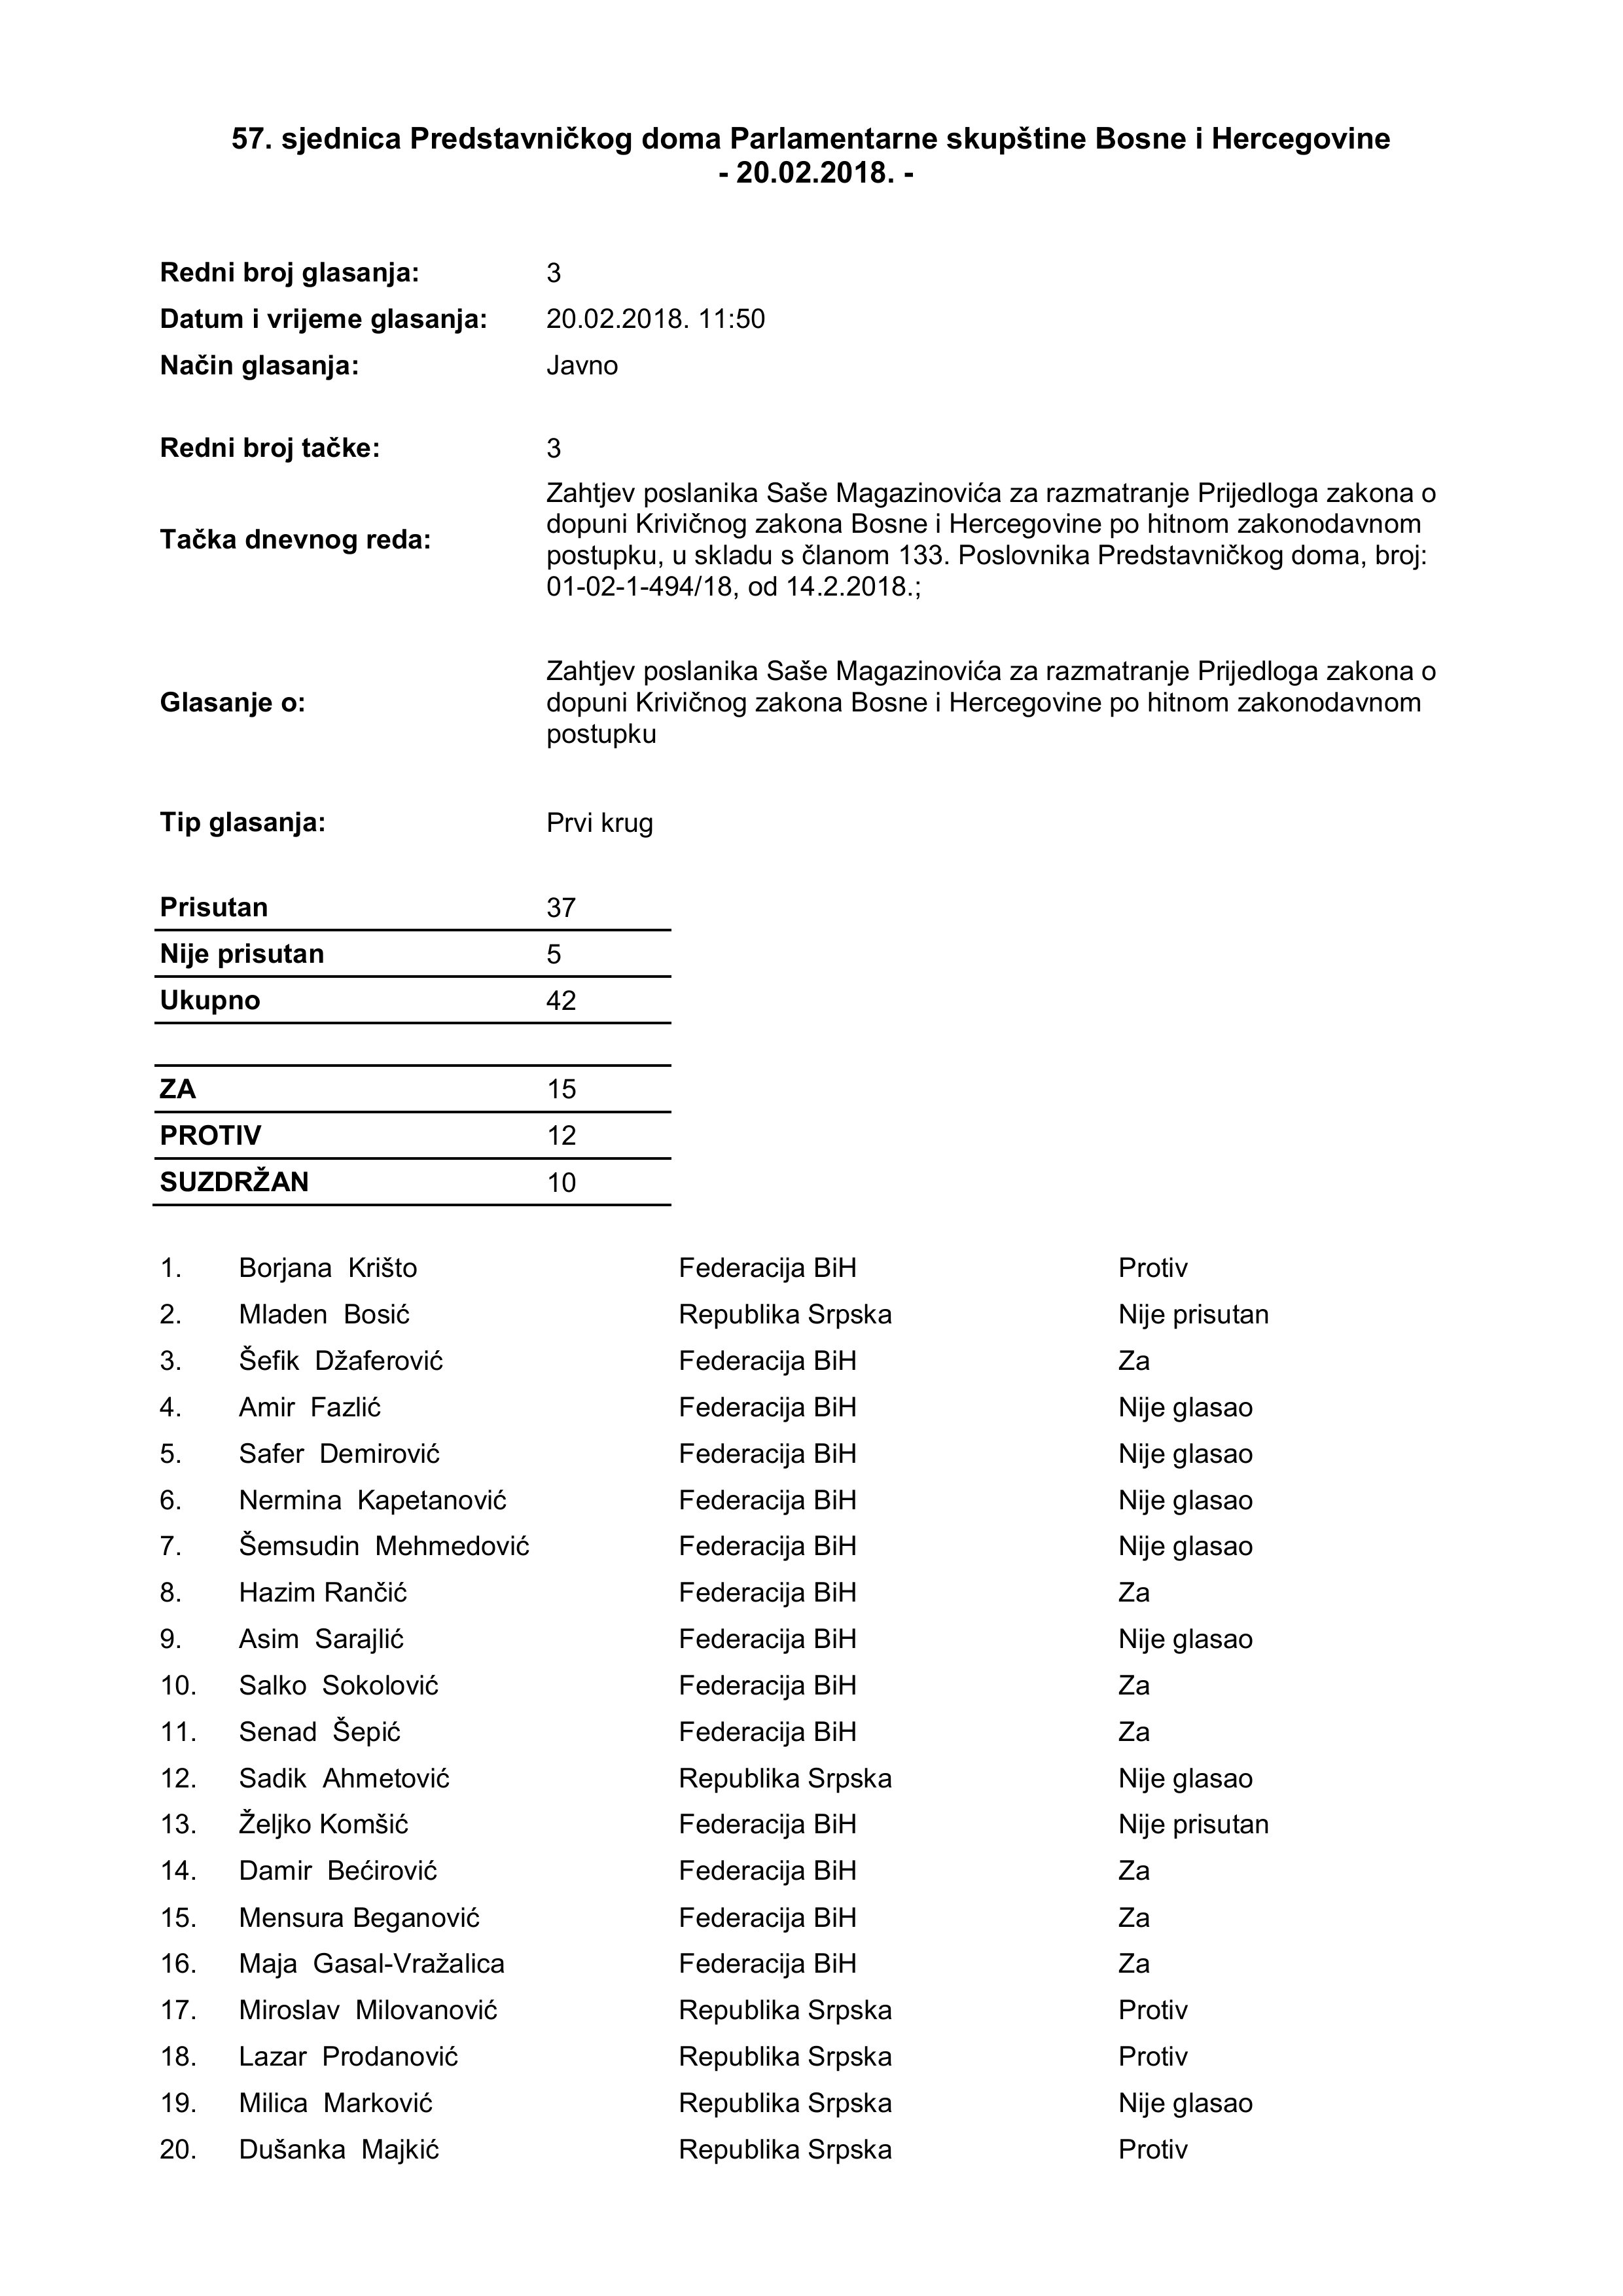 57. sjednica Predstavničkog doma Parlamentarne skupštine Bosne i Hercegovine
- 20.02.2018. -
Redni broj glasanja: 3
Datum i vrijeme glasanja: 20.02.2018. 11:50
Način glasanja: Javno
Redni broj tačke: 3
Tačka dnevnog reda: Zahtjev poslanika Saše Magazinovića za razmatranje Prijedloga zakona o
dopuni Krivičnog zakona Bosne i Hercegovine po hitnom zakonodavnom
postupku, u skladu s članom 133. Poslovnika Predstavničkog doma, broj:
01-02-1-494/18, od 14.2.2018.;
Glasanje o: Zahtjev poslanika Saše Magazinovića za razmatranje Prijedloga zakona o
dopuni Krivičnog zakona Bosne i Hercegovine po hitnom zakonodavnom
postupku
Tip glasanja: Prvi krug
Prisutan 37
Nije prisutan 5
Ukupno 42
ZA 15
PROTIV 12
SUZDRŽAN 10
1. Borjana Krišto Federacija BiH Protiv
2. Mladen Bosić Republika Srpska Nije prisutan
3. Šefik Džaferović Federacija BiH Za
4. Amir Fazlić Federacija BiH Nije glasao
5. Safer Demirović Federacija BiH Nije glasao
6. Nermina Kapetanović Federacija BiH Nije glasao
7. Šemsudin Mehmedović Federacija BiH Nije glasao
8. Hazim Rančić Federacija BiH Za
9. Asim Sarajlić Federacija BiH Nije glasao
10. Salko Sokolović Federacija BiH Za
11. Senad Šepić Federacija BiH Za
12. Sadik Ahmetović Republika Srpska Nije glasao
13. Željko Komšić Federacija BiH Nije prisutan
14. Damir Bećirović Federacija BiH Za
15. Mensura Beganović Federacija BiH Za
16. Maja Gasal-Vražalica Federacija BiH Za
17. Miroslav Milovanović Republika Srpska Protiv
18. Lazar Prodanović Republika Srpska Protiv
19. Milica Marković Republika Srpska Nije glasao
20. Dušanka Majkić Republika Srpska Protiv